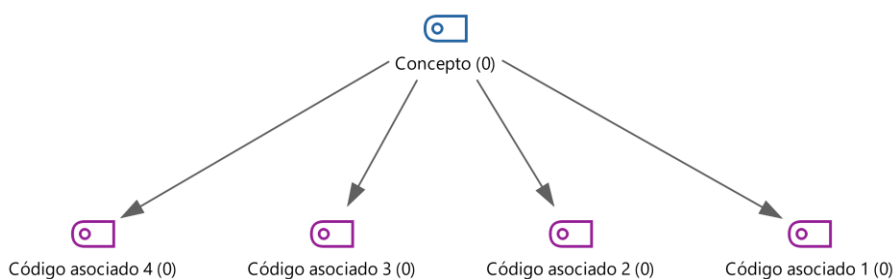 Concepto (0)
Código asociado 4 (0)
Código asociado 3 (0)
Código asociado 2 (0)
Código asociado 1 (0)